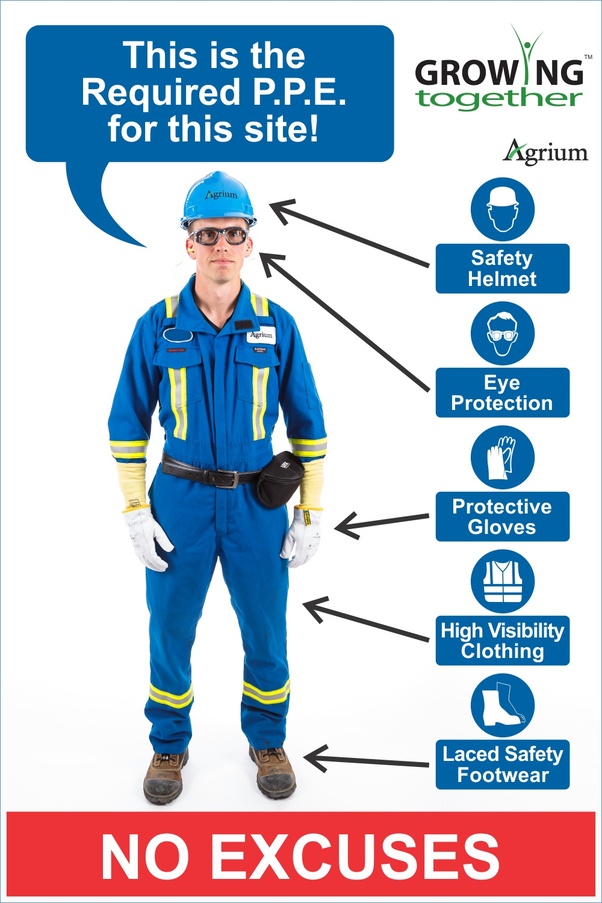 This is the
Required P.P.E.
for this site!
GROWING™
together
Agrium
Agrium
Safety
Helmet
Eye
Protection
Agrium
Protective
Gloves
High Visibility
Clothing
Laced Safety
Footwear
NO EXCUSES